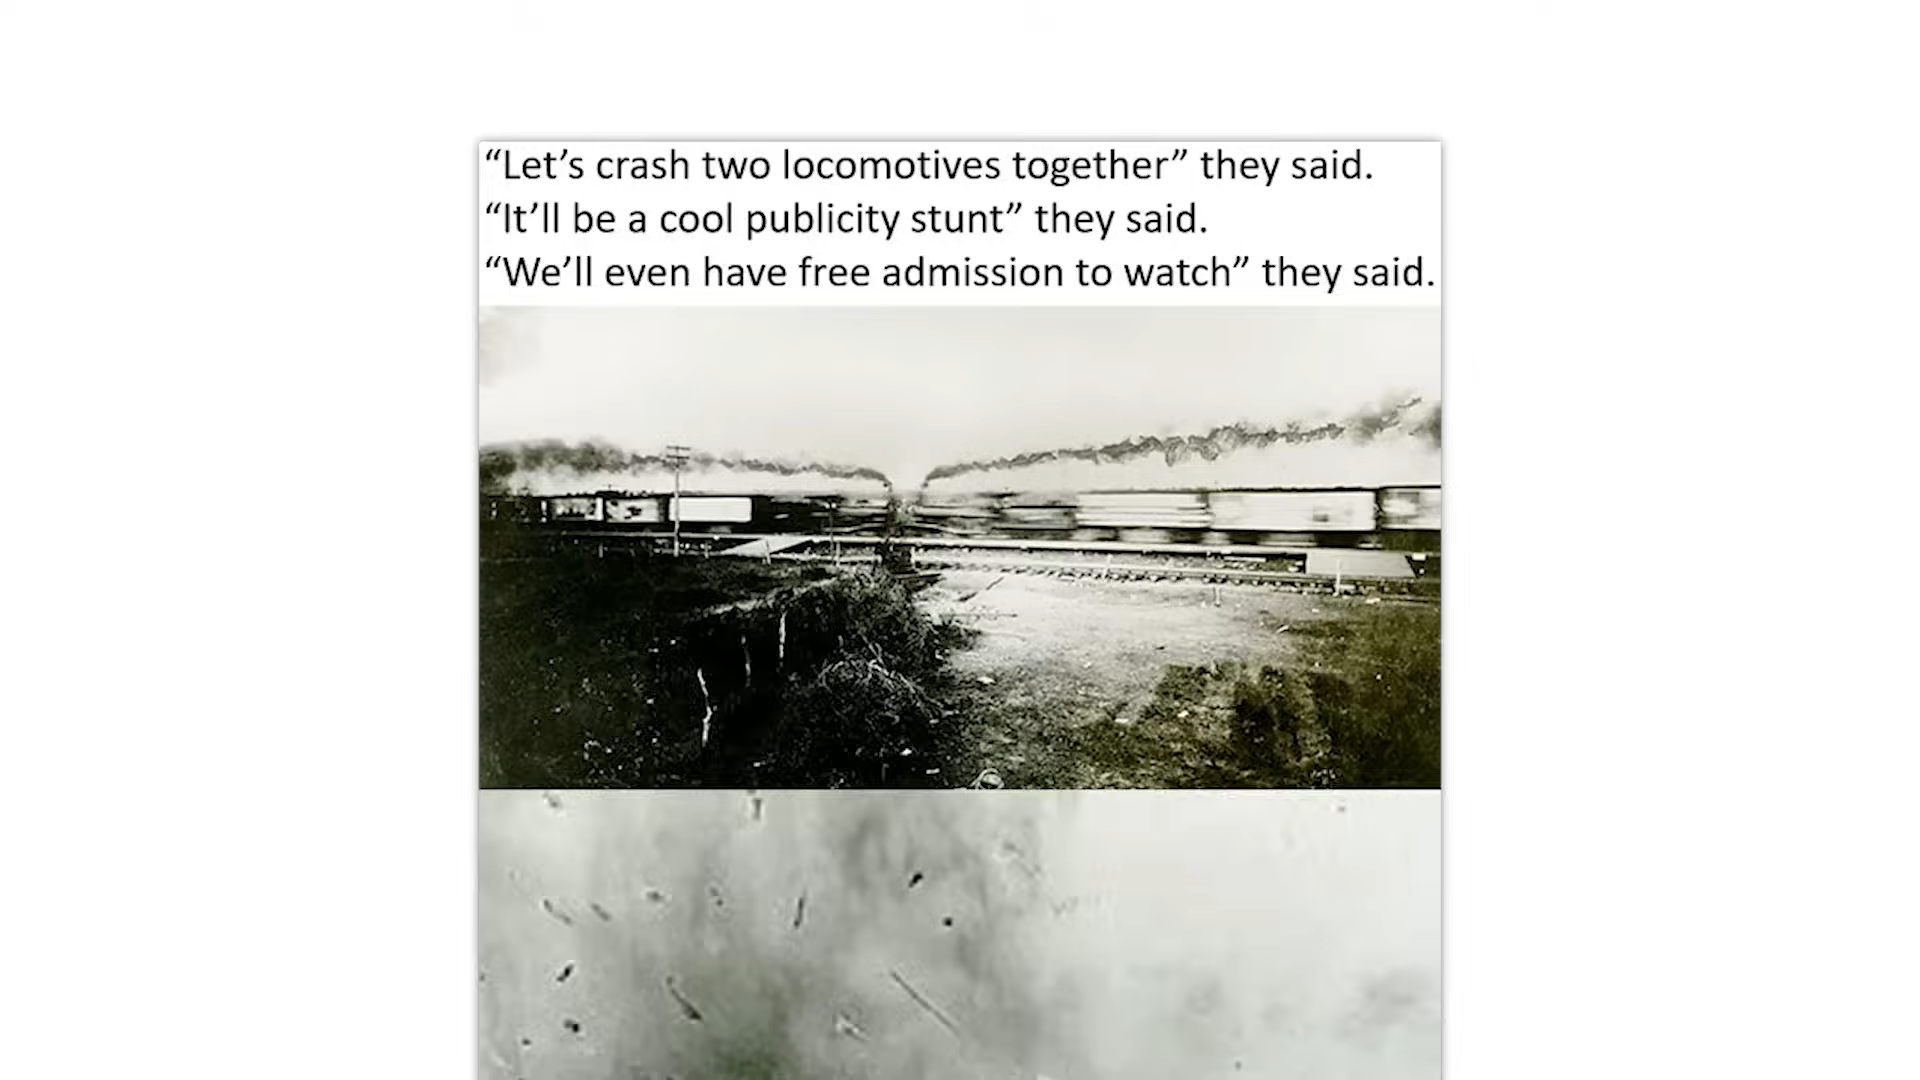 “Let’s crash two locomotives together” they said.
“It’ll be a cool publicity stunt” they said.
“We’ll even have free admission to watch” they said.